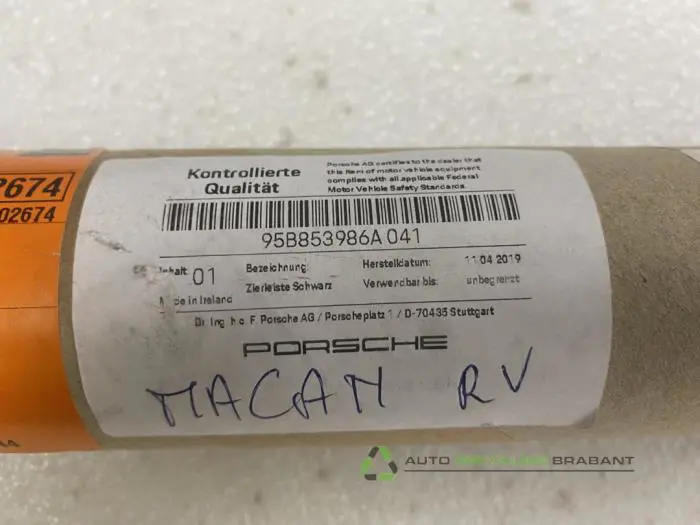 2674
02674
Kontrollierte
Qualität
Porsche AG certifies to the dealer that
this item of motor vehicle equipment
complies with all applicable Federal
Motor Vehicle Safety Standards
95B853986A 041
Inhalt 01
Bezeichnung:
Herstelldatum: 11.04.2019
Zierleiste Schwarz
Verwendbar bis: unbegrenzt
Made in Ireland
Dr. Ing. h.c. F. Porsche AG / Porscheplatz 1 / D-70435 Stuttgart
PORSCHE
MACAN RV
AUTO RECYCLING BRABANT